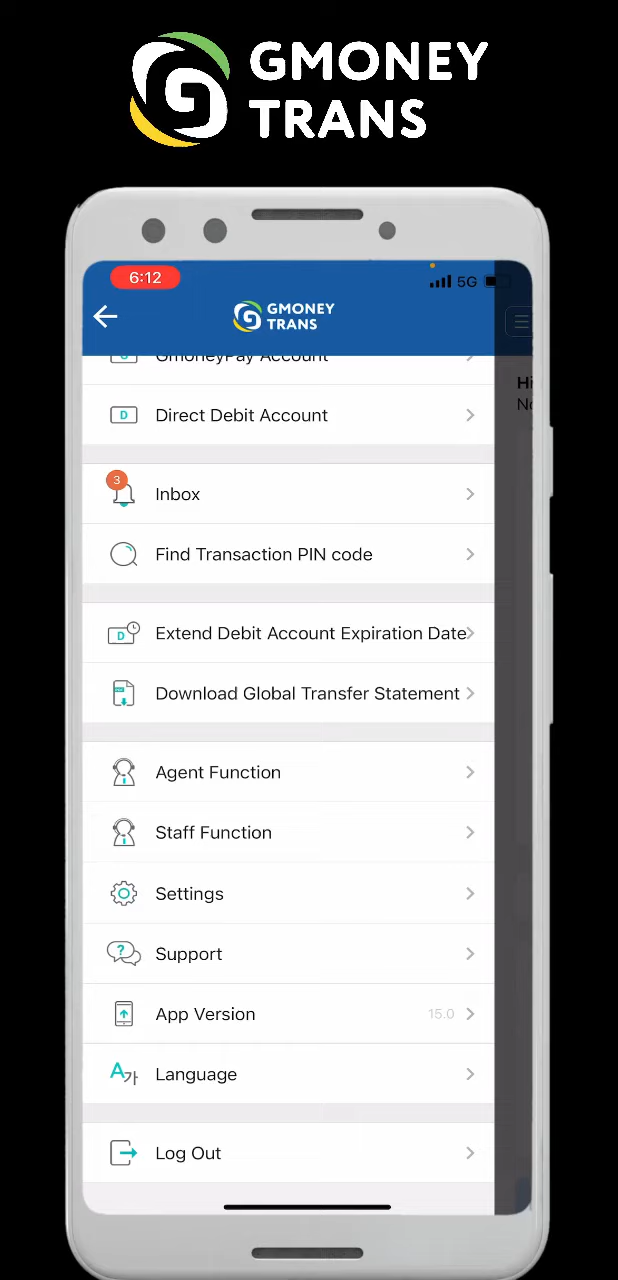 GMONEY
TRANS
6:12
5G
GMONEY
TRANS
GmoneyPay Account
Hi
No
Direct Debit Account
3
Inbox
Find Transaction PIN code
D
Extend Debit Account Expiration Date
Download Global Transfer Statement
Agent Function
Staff Function
Settings
?
Support
App Version
15.0
A가
Language
Log Out